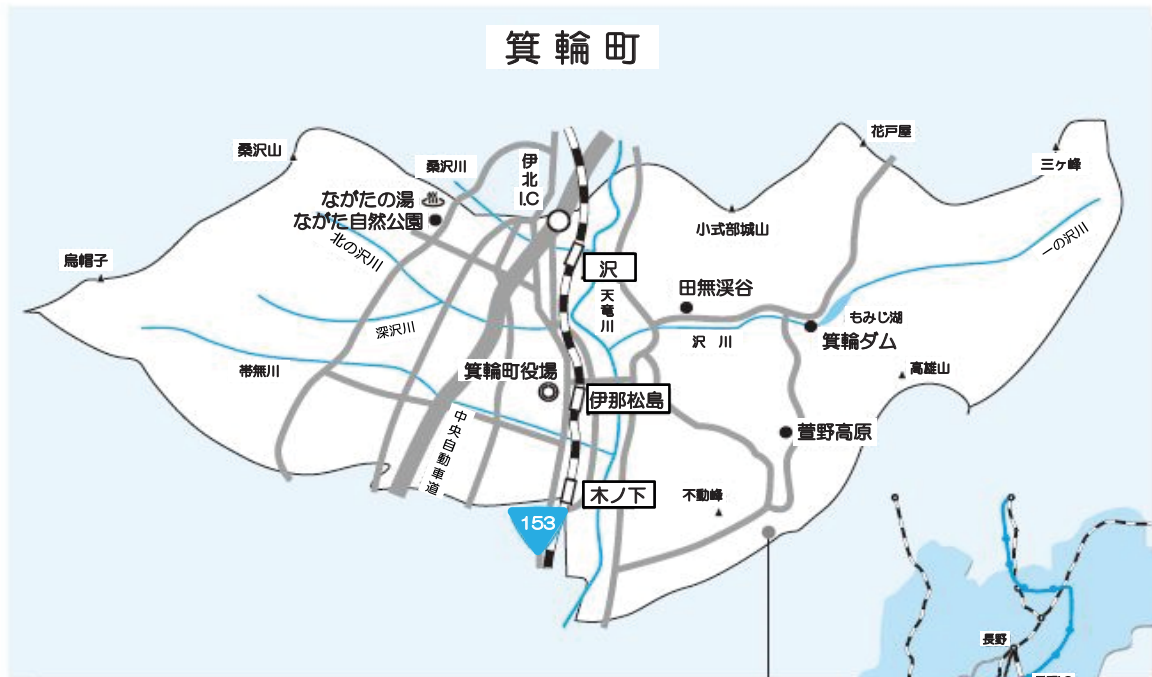 箕輪町
花戸屋
桑沢山
三ヶ峰
桑沢川
伊北I.C
ながたの湯
ながた自然公園
小式部城山
北の沢川
一の沢川
烏帽子
沢
田無渓谷
天竜川
もみじ湖
深沢川
沢川
箕輪ダム
帯無川
箕輪町役場
高雄山
伊那松島
中央自動車道
萱野高原
木ノ下
不動峰
153
長野